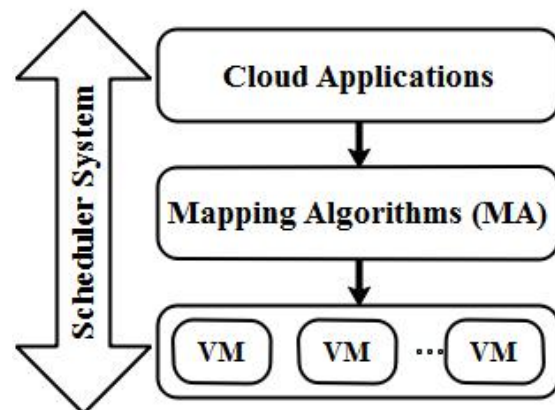 Scheduler System
Cloud Applications
Mapping Algorithms (MA)
VM VM ... VM